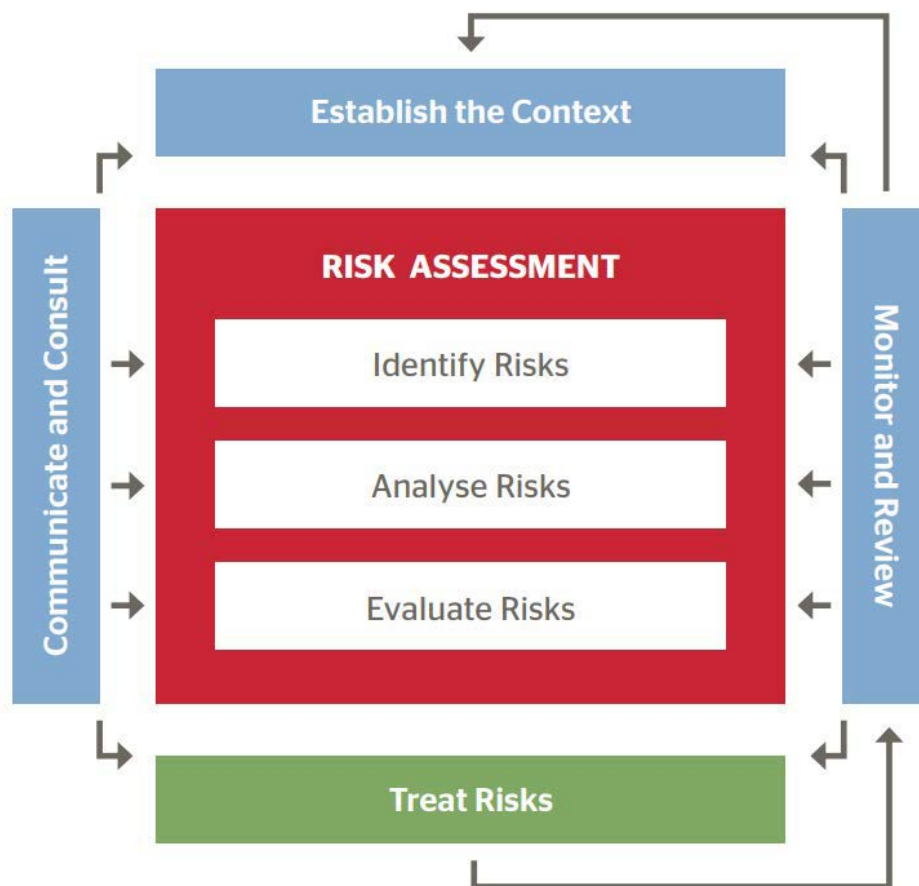 Establish the Context
Communicate and Consult
RISK ASSESSMENT
Identify Risks
Analyse Risks
Evaluate Risks
Monitor and Review
Treat Risks